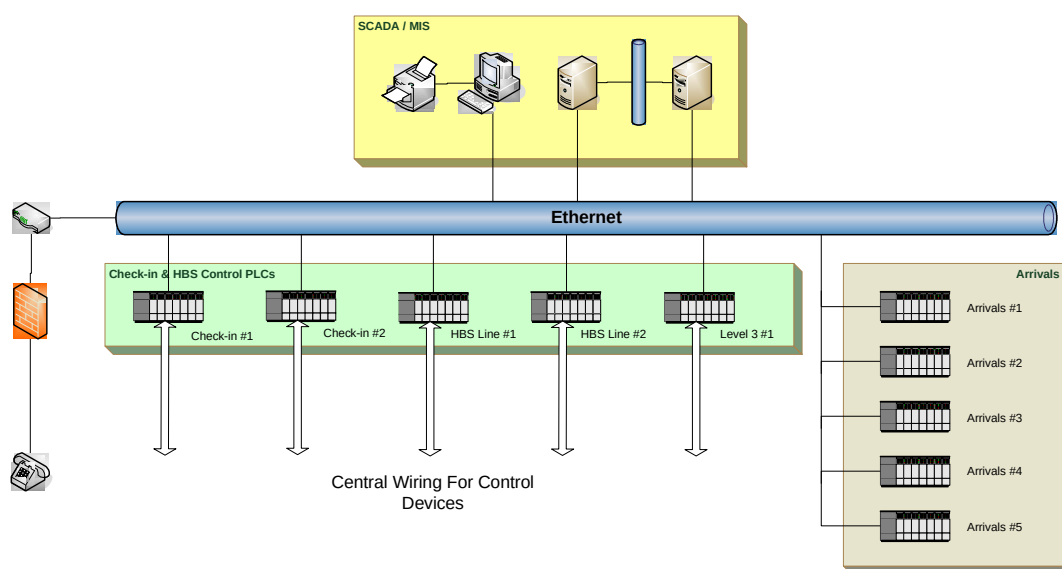 SCADA / MIS
Ethernet
Check-in & HBS Control PLCs
Check-in #1
Check-in #2
HBS Line #1
HBS Line #2
Level 3 #1
Arrivals
Arrivals #1
Arrivals #2
Arrivals #3
Arrivals #4
Arrivals #5
Central Wiring For Control
Devices